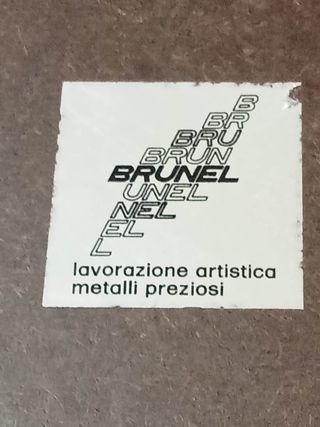 B
BR
BRU
BRUN
BRUNEL
UNEL
NEL
EL
L
lavorazione artistica
metalli preziosi